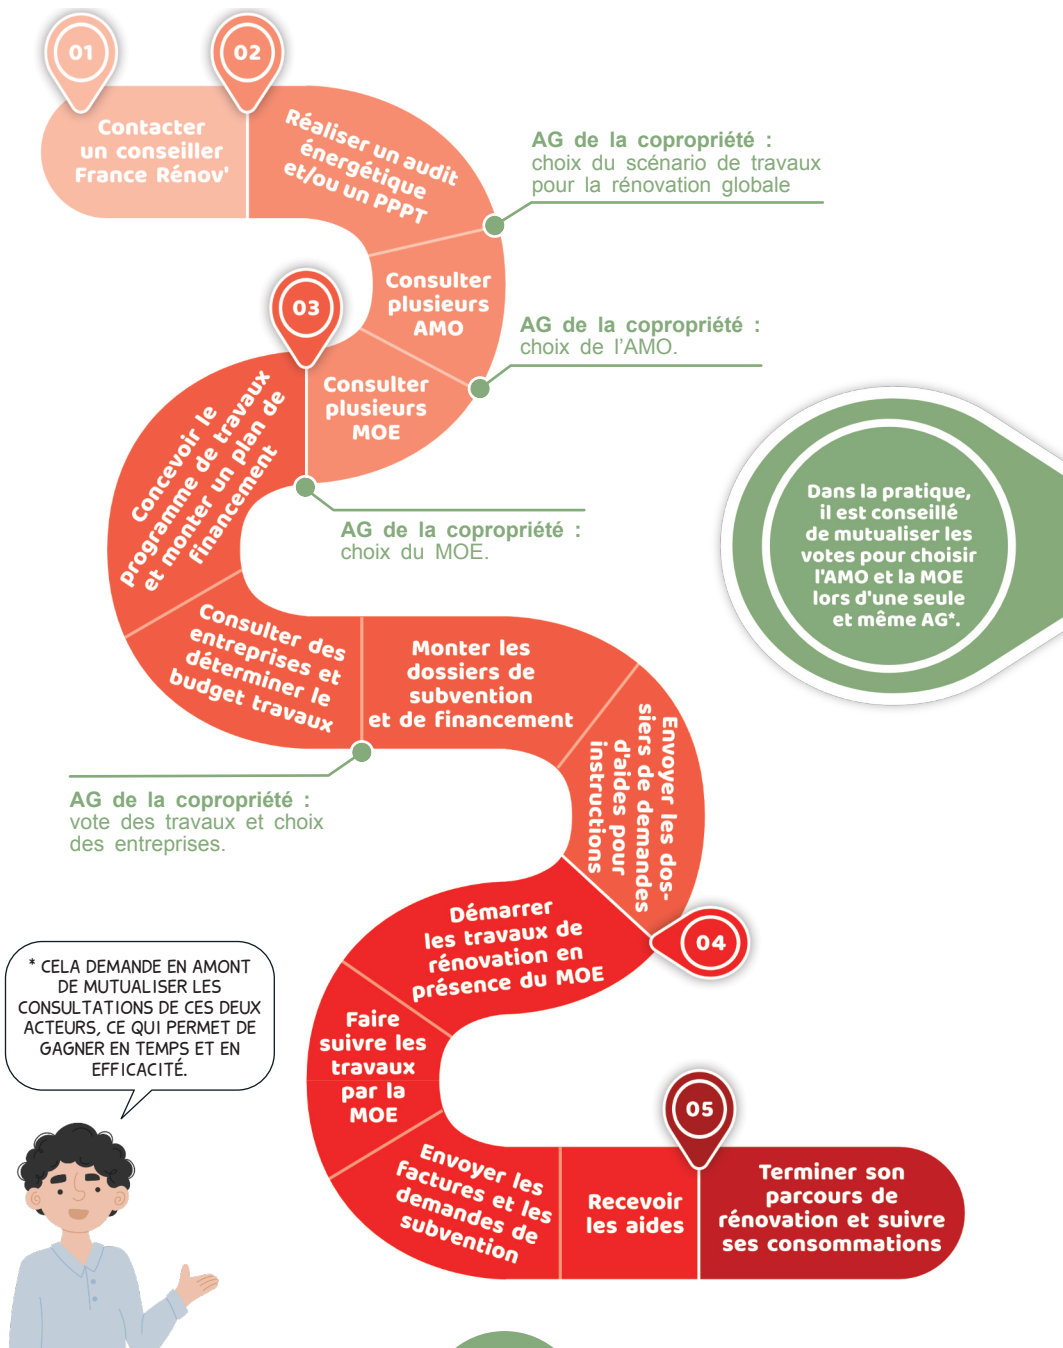 01
Contacter
un conseiller
France Rénov'
02
Réaliser un audit
énergétique
et/ou un PPPT
AG de la copropriété :
choix du scénario de travaux
pour la rénovation globale
Consulter
plusieurs
AMO
AG de la copropriété :
choix de l'AMO.
Consulter
plusieurs
MOE
AG de la copropriété :
choix du MOE.
03
Concevoir le
programme de travaux
et monter un plan de
financement
Dans la pratique,
il est conseillé
de mutualiser les
votes pour choisir
l'AMO et la MOE
lors d'une seule
et même AG*.
Consulter des
entreprises et
déterminer le
budget travaux
AG de la copropriété :
vote des travaux et choix
des entreprises.
Monter les
dossiers de
subvention
et de financement
Envoyer les dos-
siers de demandes
d'aides pour
instructions
04
Démarrer
les travaux de
rénovation en
présence du MOE
* CELA DEMANDE EN AMONT
DE MUTUALISER LES
CONSULTATIONS DE CES DEUX
ACTEURS, CE QUI PERMET DE
GAGNER EN TEMPS ET EN
EFFICACITÉ.
Faire
suivre les
travaux
par la
MOE
Envoyer les
factures et les
demandes de
subvention
Recevoir
les aides
05
Terminer son
parcours de
rénovation et suivre
ses consommations